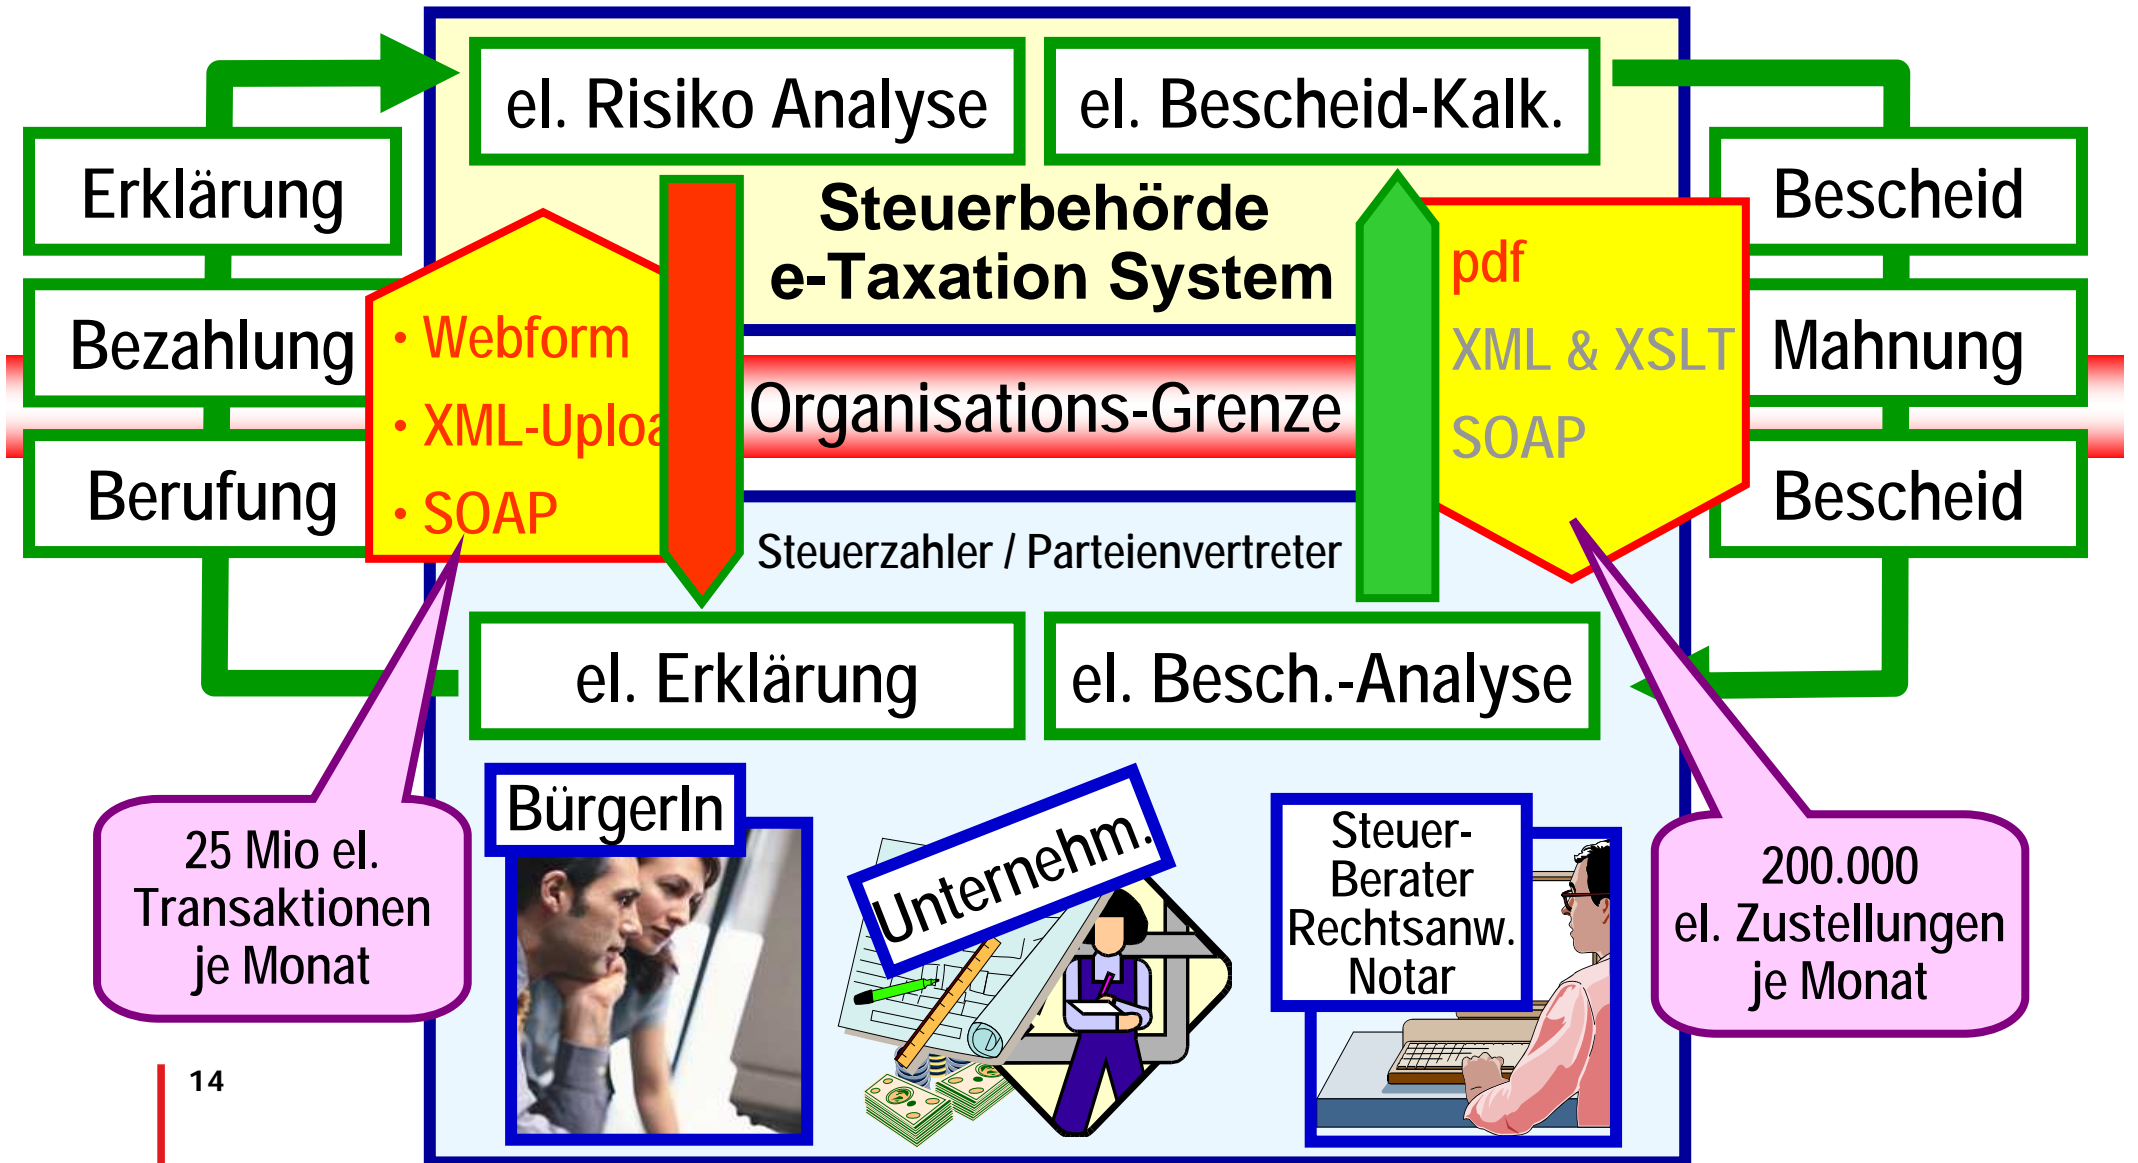 el. Risiko Analyse
el. Bescheid-Kalk.
Erklärung
Bezahlung
Berufung
Steuerbehörde
e-Taxation System
Bescheid
Mahnung
Bescheid
• Webform
• XML-Uploa
• SOAP
pdf
XML & XSLT
SOAP
Organisations-Grenze
Steuerzahler / Parteienvertreter
el. Erklärung
el. Besch.-Analyse
25 Mio el.
Transaktionen
je Monat
BürgerIn
Unternehm.
Steuer-
Berater
Rechtsanw.
Notar
200.000
el. Zustellungen
je Monat
14